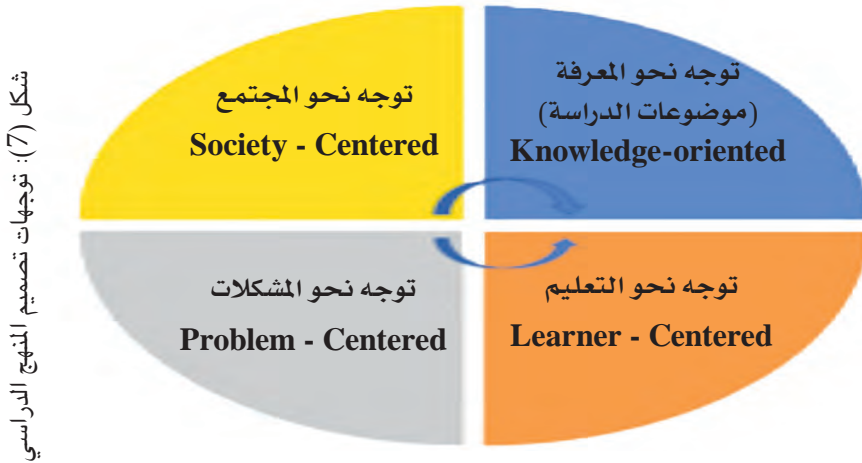 شكل (7): توجهات تصميم المنهج الدراسي
توجه نحو المعرفة
(موضوعات الدراسة)
Knowledge-oriented
توجه نحو المجتمع
Society - Centered
توجه نحو التعليم
Learner - Centered
توجه نحو المشكلات
Problem - Centered